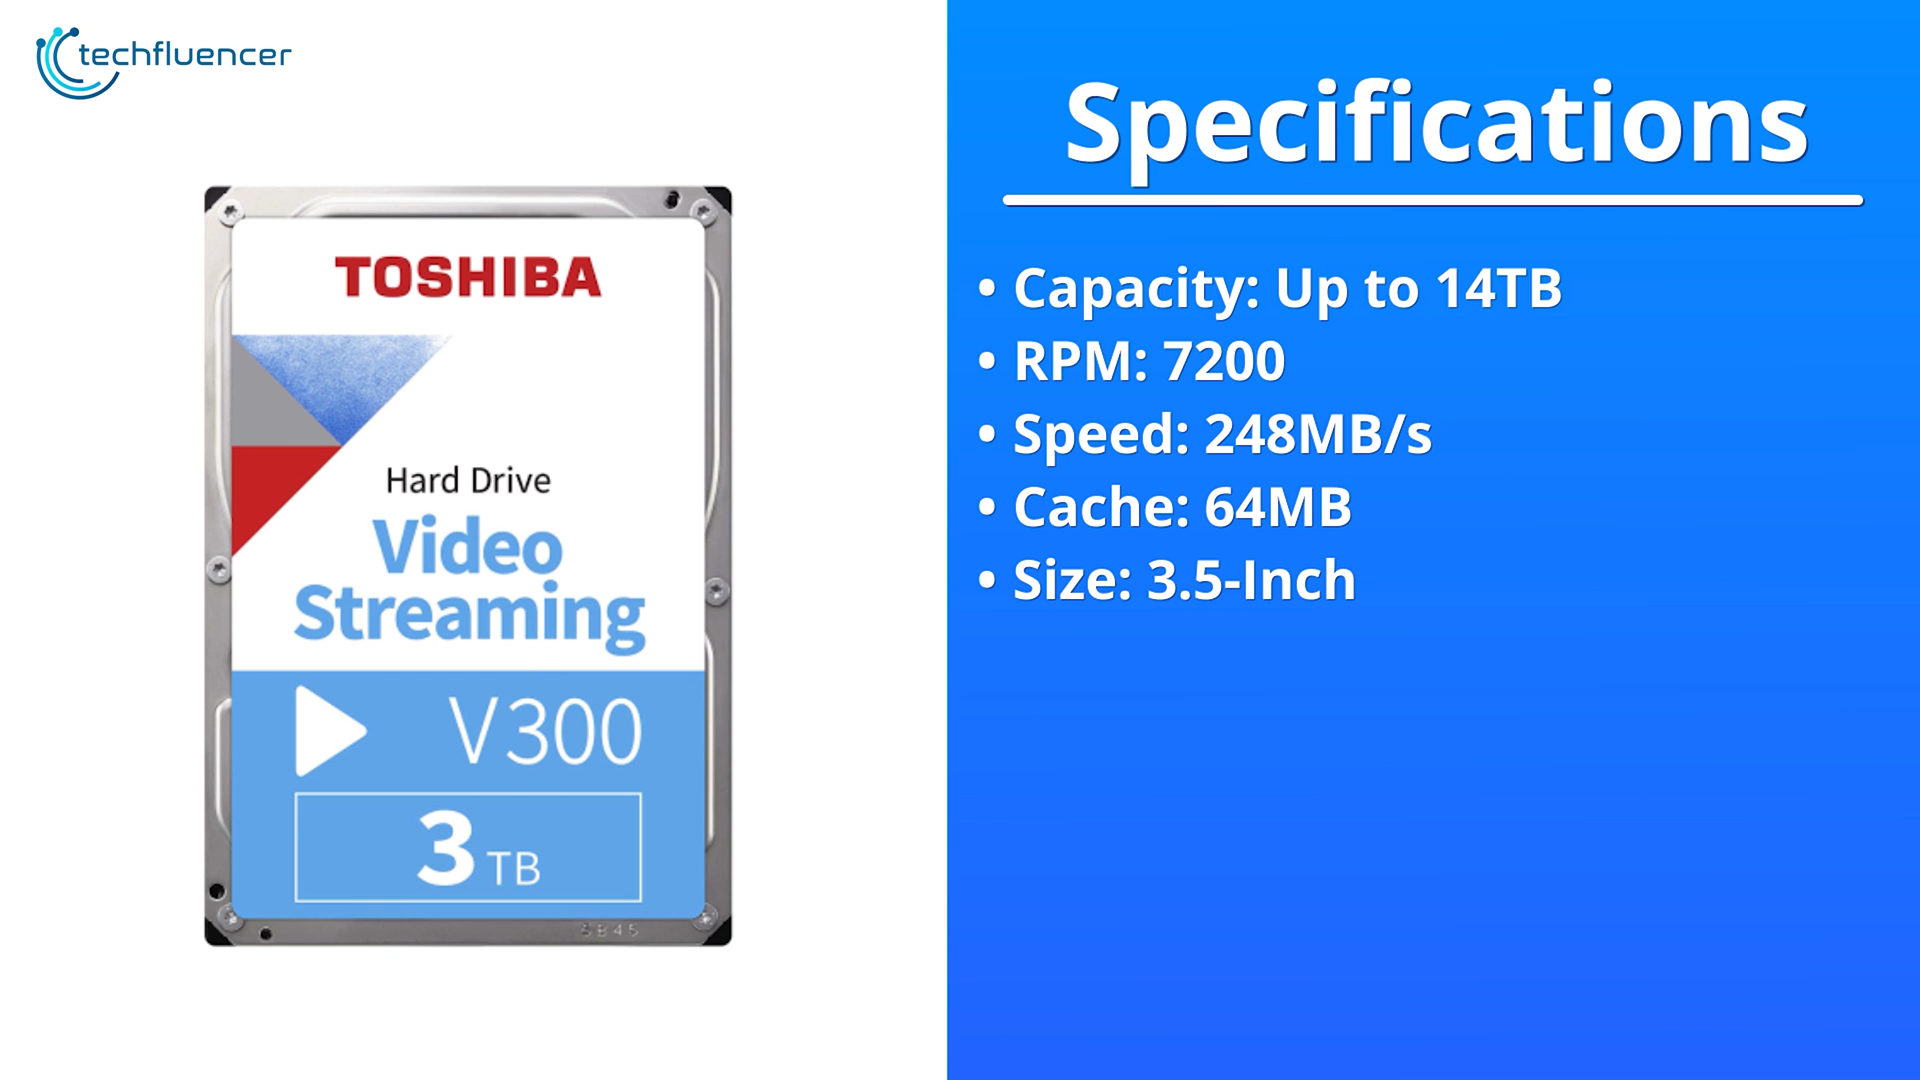 techfluencer
TOSHIBA
Hard Drive
Video
Streaming
V300
3 TB
Specifications
• Capacity: Up to 14TB
• RPM: 7200
• Speed: 248MB/s
• Cache: 64MB
• Size: 3.5-Inch